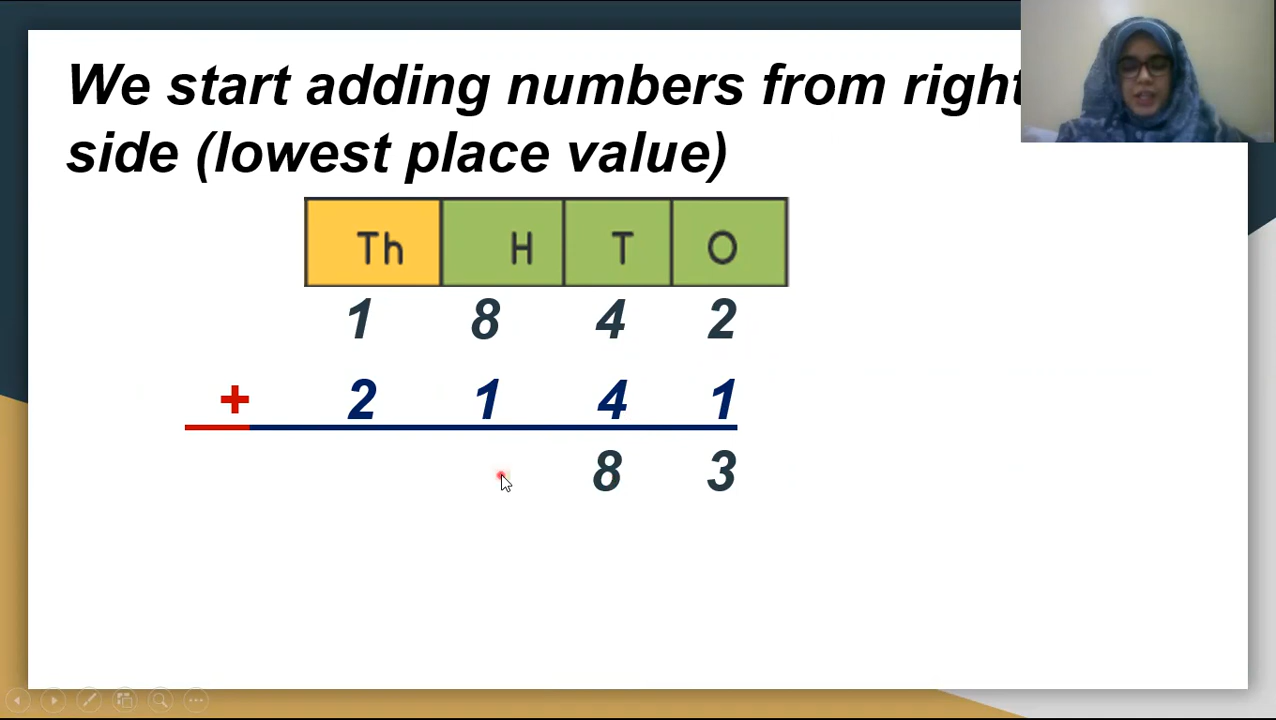 We start adding numbers from right
side (lowest place value)
Th H T O
1 8 4 2
+ 2 1 4 1
8 3